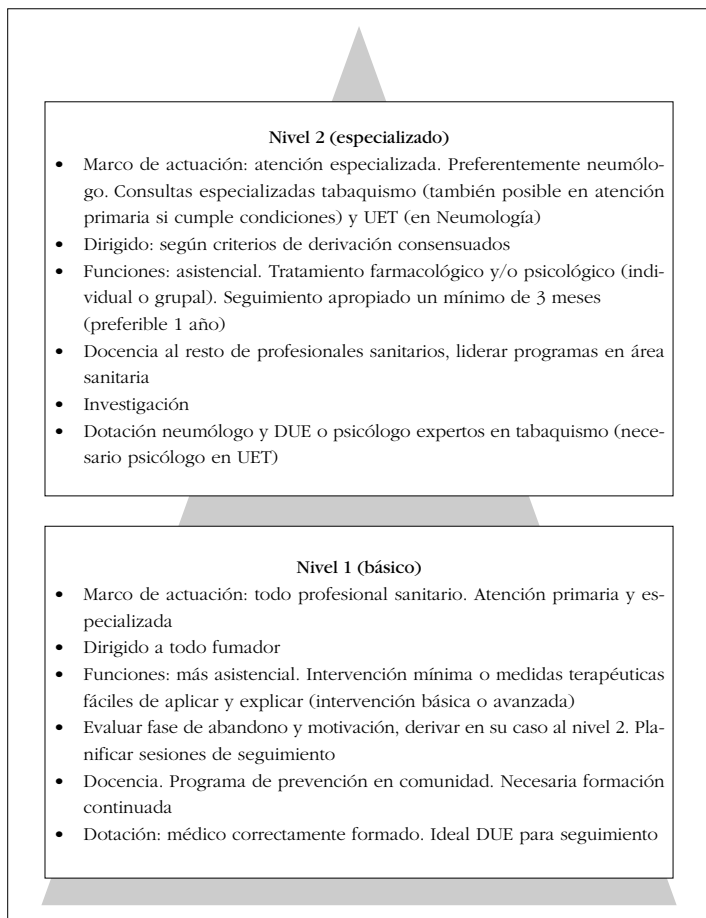 Nivel 2 (especializado)
• Marco de actuación: atención especializada. Preferentemente neumólo-
go. Consultas especializadas tabaquismo (también posible en atención
primaria si cumple condiciones) y UET (en Neumología)
• Dirigido: según criterios de derivación consensuados
• Funciones: asistencial. Tratamiento farmacológico y/o psicológico (indi-
vidual o grupal). Seguimiento apropiado un mínimo de 3 meses
(preferible 1 año)
• Docencia al resto de profesionales sanitarios, liderar programas en área
sanitaria
• Investigación
• Dotación neumólogo y DUE o psicólogo expertos en tabaquismo (nece-
sario psicólogo en UET)
Nivel 1 (básico)
• Marco de actuación: todo profesional sanitario. Atención primaria y es-
pecializada
• Dirigido a todo fumador
• Funciones: más asistencial. Intervención mínima o medidas terapéuticas
fáciles de aplicar y explicar (intervención básica o avanzada)
• Evaluar fase de abandono y motivación, derivar en su caso al nivel 2. Pla-
nificar sesiones de seguimiento
• Docencia. Programa de prevención en comunidad. Necesaria formación
continuada
• Dotación: médico correctamente formado. Ideal DUE para seguimiento